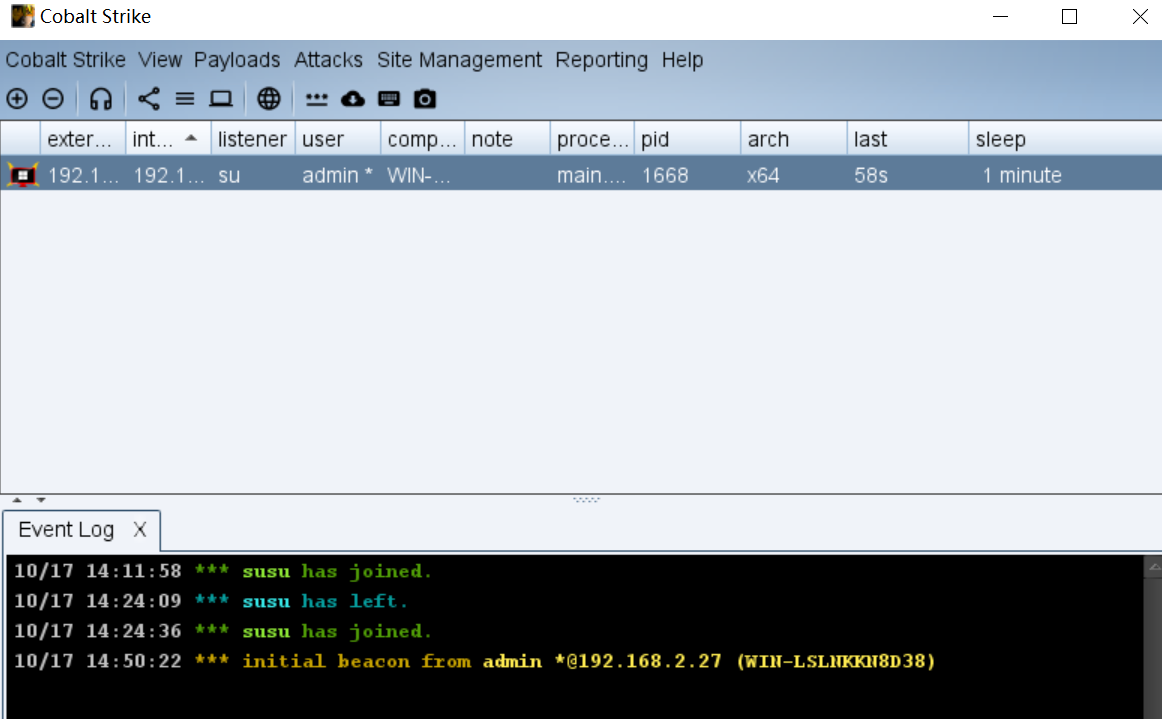 Cobalt Strike
Cobalt Strike View Payloads Attacks Site Management Reporting Help
exter... int... listener user comp... note proce... pid arch last sleep
192.1... 192.1... su admin * WIN-... main.... 1668 x64 58s 1 minute
Event Log X
10/17 14:11:58 *** susu has joined.
10/17 14:24:09 *** susu has left.
10/17 14:24:36 *** susu has joined.
10/17 14:50:22 *** initial beacon from admin *@192.168.2.27 (WIN-LSLNKKN8D38)